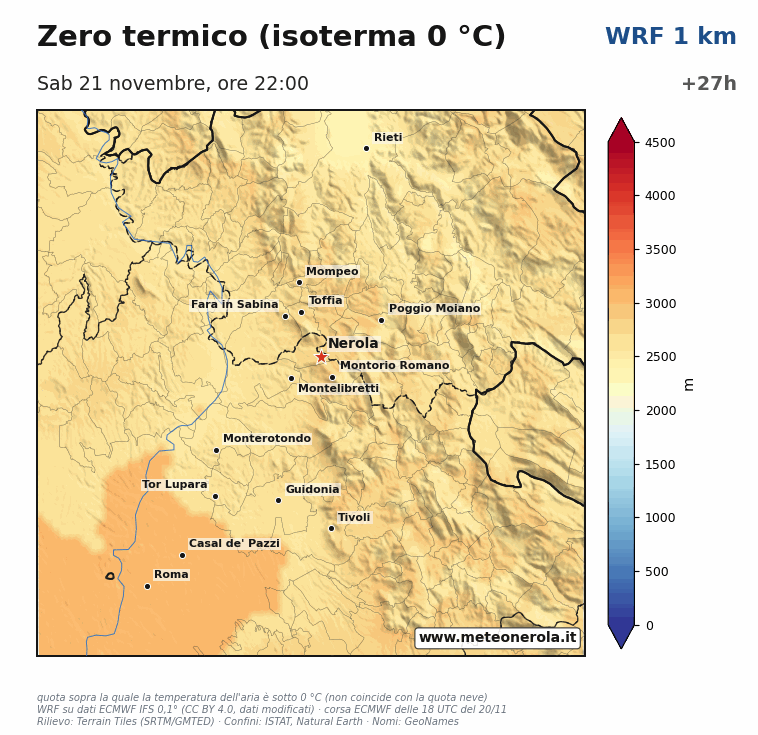 Zero termico (isoterma 0 °C)
WRF 1 km
Sab 21 novembre, ore 22:00
+27h
Rieti
Mompeo
Toffia
Fara in Sabina
Poggio Moiano
Nerola
Montorio Romano
Montelibretti
Monterotondo
Tor Lupara
Guidonia
Tivoli
Casal de' Pazzi
Roma
www.meteonerola.it
4500
4000
3500
3000
2500
2000
1500
1000
500
0
m
quota sopra la quale la temperatura dell'aria è sotto 0 °C (non coincide con la quota neve)
WRF su dati ECMWF IFS 0,1° (CC BY 4.0, dati modificati) · corsa ECMWF delle 18 UTC del 20/11
Rilievo: Terrain Tiles (SRTM/GMTED) · Confini: ISTAT, Natural Earth · Nomi: GeoNames